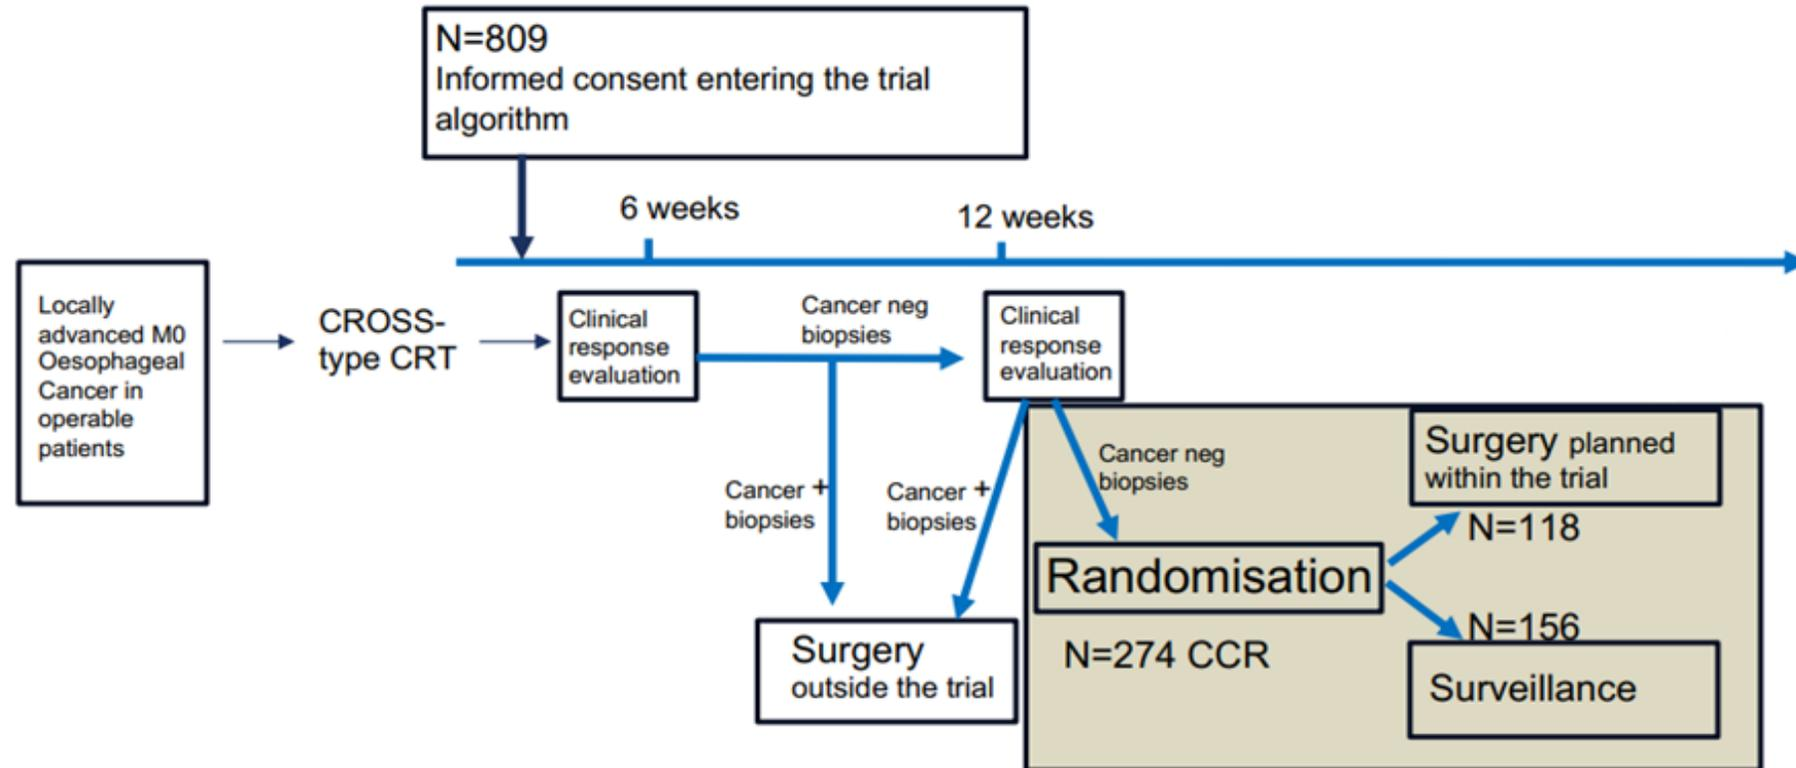 N=809
Informed consent entering the trial
algorithm
6 weeks
12 weeks
Locally
advanced M0
Oesophageal
Cancer in
operable
patients
CROSS-
type CRT
Clinical
response
evaluation
Cancer neg
biopsies
Clinical
response
evaluation
Cancer +
biopsies
Cancer +
biopsies
Cancer neg
biopsies
Surgery planned
within the trial
N=118
Randomisation
N=274 CCR
N=156
Surveillance
Surgery
outside the trial